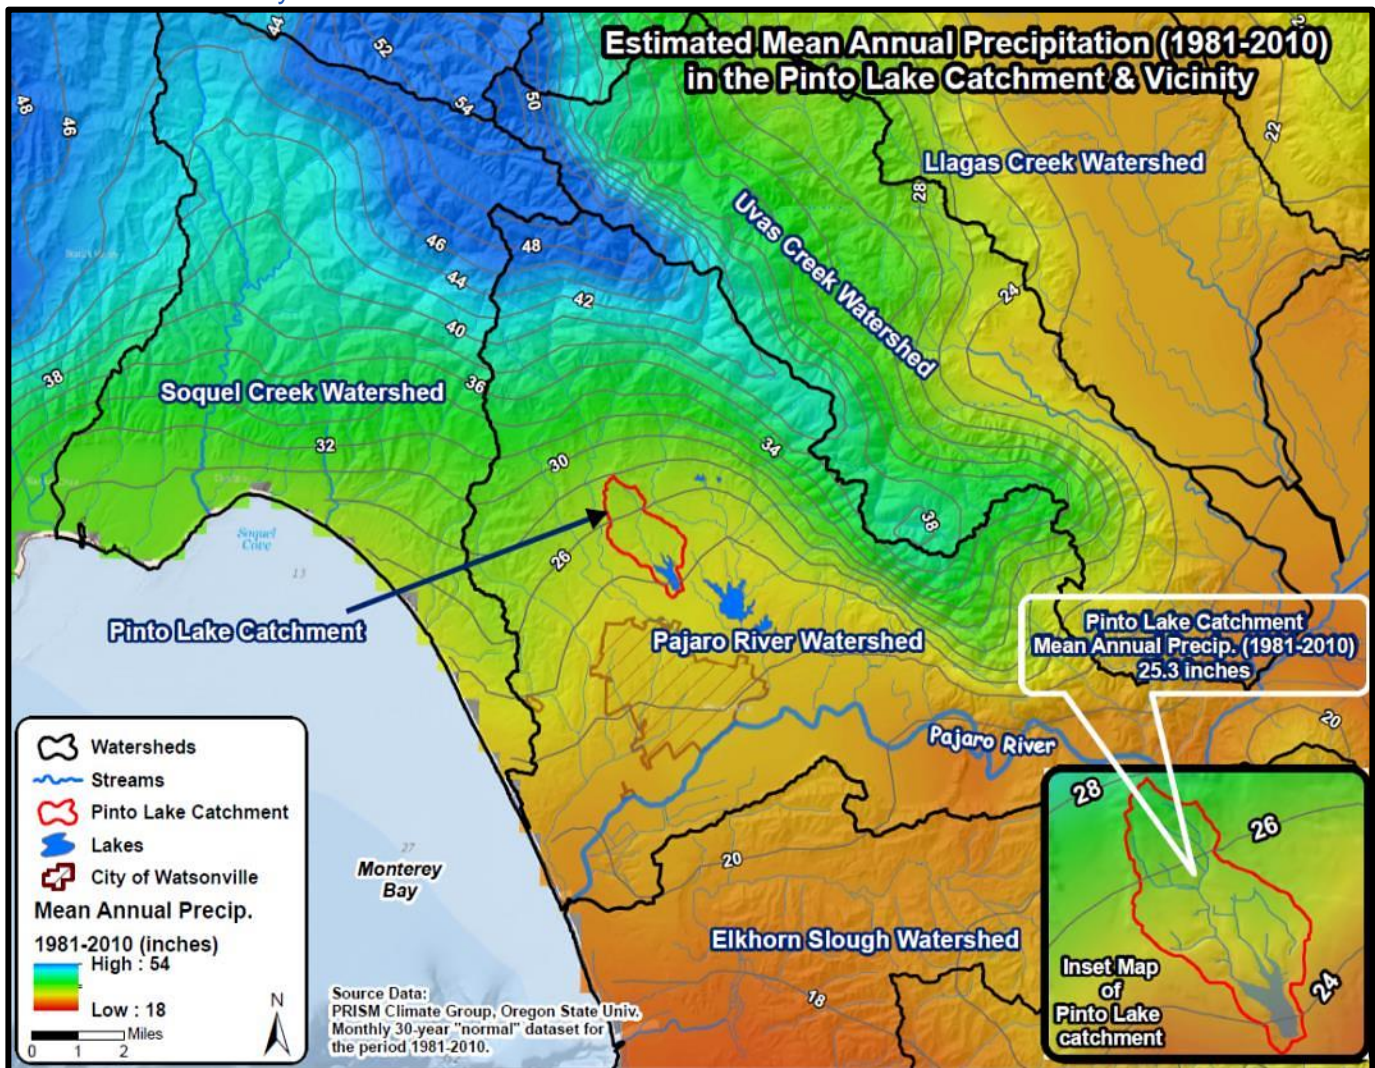 Estimated Mean Annual Precipitation (1981-2010)
in the Pinto Lake Catchment & Vicinity
44
52
54
50
48
46
22
Llagas Creek Watershed
28
Uvas Creek Watershed
46
48
44
42
40
24
38
36
Soquel Creek Watershed
32
30
34
38
26
Soquel
Cove
13
Pinto Lake Catchment
Pajaro River Watershed
Pinto Lake Catchment
Mean Annual Precip. (1981-2010)
25.3 inches
20
Pajaro River
20
Elkhorn Slough Watershed
18
27
Monterey
Bay
Watersheds
Streams
Pinto Lake Catchment
Lakes
City of Watsonville
Mean Annual Precip.
1981-2010 (inches)
High : 54
Low : 18
Miles
0 1 2
N
Source Data:
PRISM Climate Group, Oregon State Univ.
Monthly 30-year "normal" dataset for
the period 1981-2010.
28
26
24
Inset Map
of
Pinto Lake
catchment